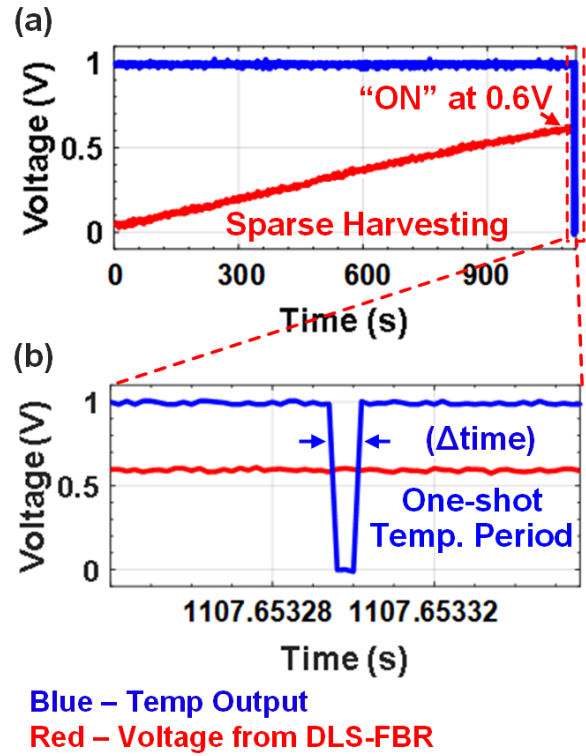 (a)
Voltage (V)
1
0.5
0
"ON" at 0.6V
Sparse Harvesting
0
300
600
900
Time (s)
(b)
Voltage (V)
1
0.5
0
(Δtime)
One-shot
Temp. Period
1107.65328
1107.65332
Time (s)
Blue – Temp Output
Red – Voltage from DLS-FBR